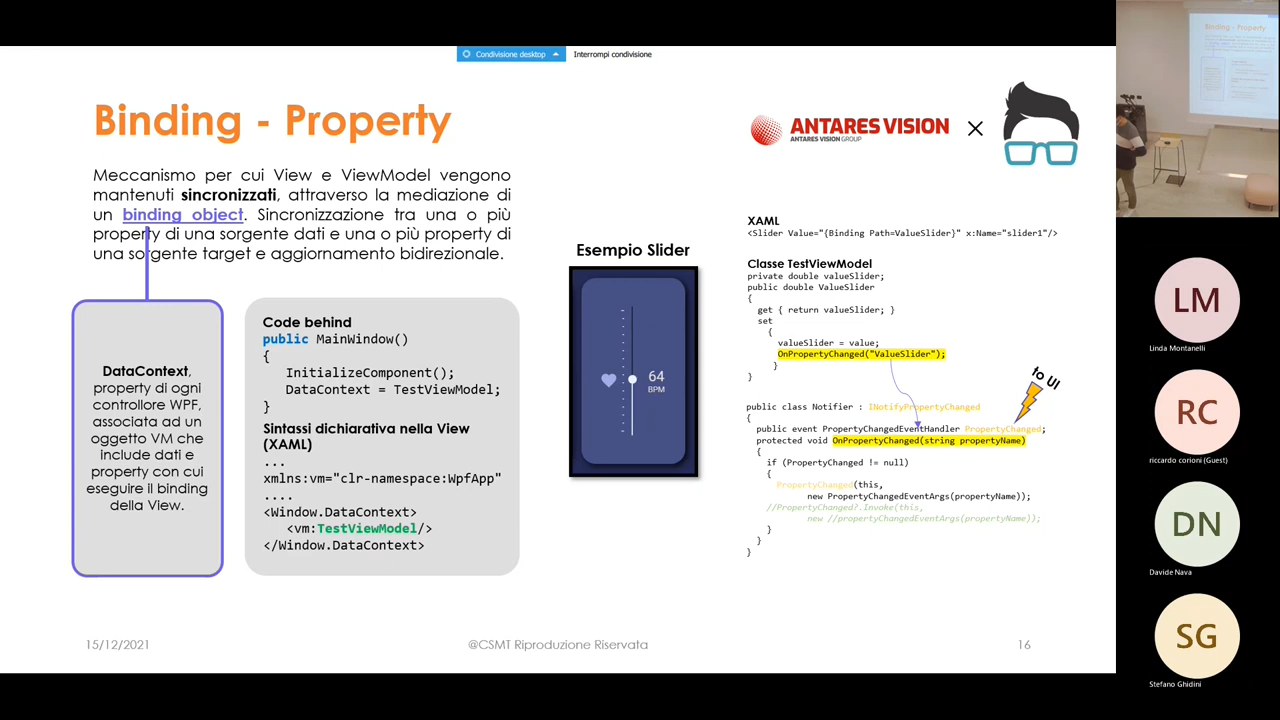 Condivisione desktop
Interrompi condivisione
Binding - Property
ANTARES VISION
ANTARES VISION GROUP
Meccanismo per cui View e ViewModel vengono
mantenuti sincronizzati, attraverso la mediazione di
un binding object. Sincronizzazione tra una o più
property di una sorgente dati e una o più property di
una sorgente target e aggiornamento bidirezionale.
DataContext,
property di ogni
controllore WPF,
associata ad un
oggetto VM che
include dati e
property con cui
eseguire il binding
della View.
Code behind
public MainWindow()
{
InitializeComponent();
DataContext = TestViewModel;
}
Sintassi dichiarativa nella View
(XAML)
...
xmlns:vm="clr-namespace:WpfApp"
....
<Window.DataContext>
<vm:TestViewModel/>
</Window.DataContext>
Esempio Slider
64
BPM
XAML
<Slider Value="{Binding Path=ValueSlider}" x:Name="slider1"/>
Classe TestViewModel
private double valueSlider;
public double ValueSlider
{
get { return valueSlider; }
set
{
valueSlider = value;
OnPropertyChanged("ValueSlider");
}
}
to UI
public class Notifier : INotifyPropertyChanged
{
public event PropertyChangedEventHandler PropertyChanged;
protected void OnPropertyChanged(string propertyName)
{
if (PropertyChanged != null)
{
PropertyChanged(this,
new PropertyChangedEventArgs(propertyName));
//PropertyChanged?.Invoke(this,
new //propertyChangedEventArgs(propertyName));
}
}
}
15/12/2021
@CSMT Riproduzione Riservata
16
Binding - Property
LM
Linda Montanelli
RC
riccardo corioni (Guest)
DN
Davide Nava
SG
Stefano Ghidini